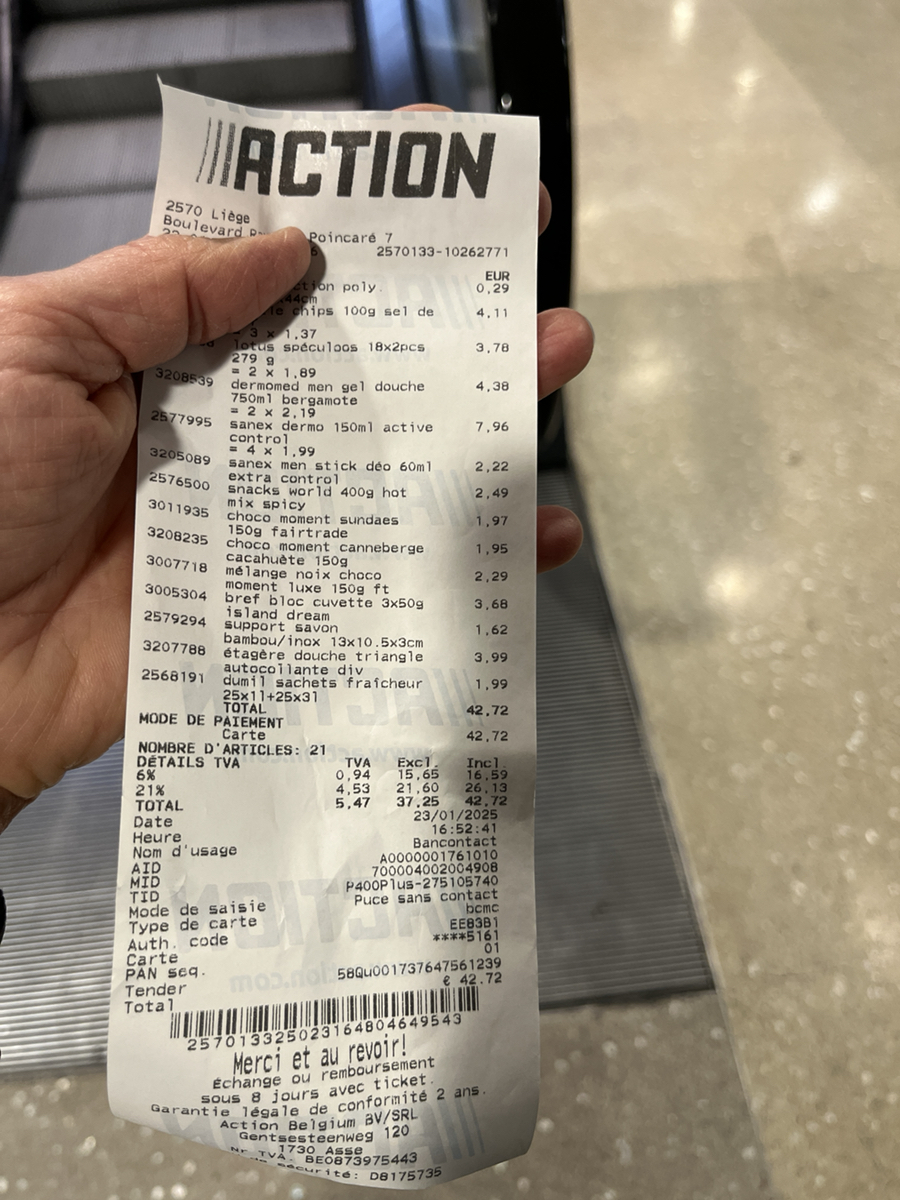 ACTION
2570 Liège
Boulevard Poincaré 7
2570133-10262771
EUR
poly. 0,29
44cm
chips 100g sel de 4,11
= 3 x 1,37
lotus spéculoos 18x2pcs 3,78
279 g
= 2 x 1,89
3208539 dermomed men gel douche 4,38
750ml bergamote
= 2 x 2,19
2577995 sanex dermo 150ml active 7,96
control
= 4 x 1,99
3205089 sanex men stick déo 60ml 2,22
extra control
2576500 snacks world 400g hot 2,49
mix spicy
3011935 choco moment sundaes 1,97
150g fairtrade
3208235 choco moment canneberge 1,95
cacahuète 150g
3007718 mélange noix choco 2,29
moment luxe 150g ft
3005304 bref bloc cuvette 3x50g 3,68
island dream
2579294 support savon 1,62
bambou/inox 13x10.5x3cm
3207788 étagère douche triangle 3,99
autocollante div
2568191 dumil sachets fraîcheur 1,99
25x11+25x31
TOTAL 42,72
MODE DE PAIEMENT
Carte 42,72
NOMBRE D'ARTICLES: 21
DÉTAILS TVA TVA Excl. Incl.
6% 0,94 15,65 16,59
21% 4,53 21,60 26,13
TOTAL 5,47 37,25 42,72
Date 23/01/2025
Heure 16:52:41
Nom d'usage Bancontact
AID A0000001761010
MID 700004002004908
TID P400Plus-275105740
Mode de saisie Puce sans contact
Type de carte bcmc
Auth. code EE83B1
Carte ****5161
PAN seq. 01
Tender 58Qu001737647561239
Total € 42.72
2570133250231648046495​43
Merci et au revoir!
Échange ou remboursement
sous 8 jours avec ticket.
Garantie légale de conformité 2 ans.
Action Belgium BV/SRL
Gentsesteenweg 120
1730 Asse
Nr TVA. BE0873975443
sécurité: D8175735